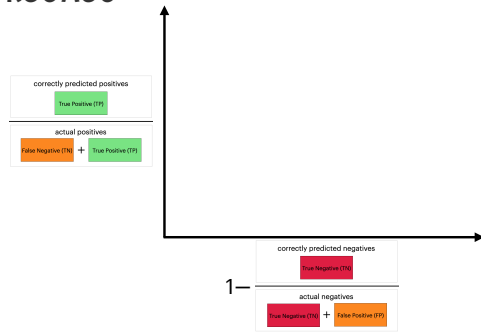 correctly predicted positives
True Positive (TP)
actual positives
False Negative (TN) + True Positive (TP)
correctly predicted negatives
True Negative (TN)
1−
actual negatives
True Negative (TN) + False Positive (FP)